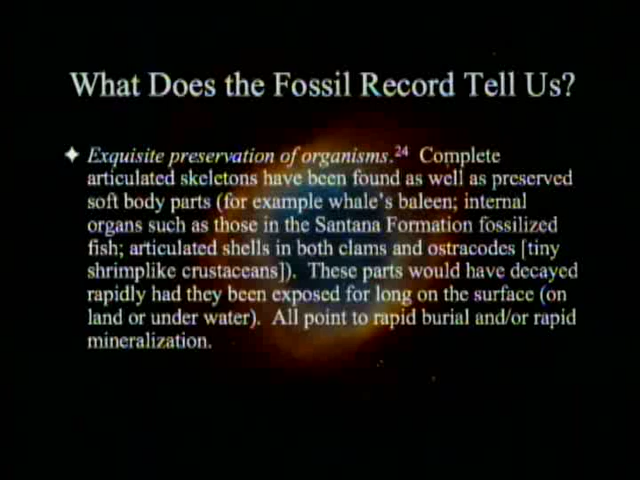 What Does the Fossil Record Tell Us?
✦ Exquisite preservation of organisms.24 Complete
articulated skeletons have been found as well as preserved
soft body parts (for example whale's baleen; internal
organs such as those in the Santana Formation fossilized
fish; articulated shells in both clams and ostracodes [tiny
shrimplike crustaceans]). These parts would have decayed
rapidly had they been exposed for long on the surface (on
land or under water). All point to rapid burial and/or rapid
mineralization.